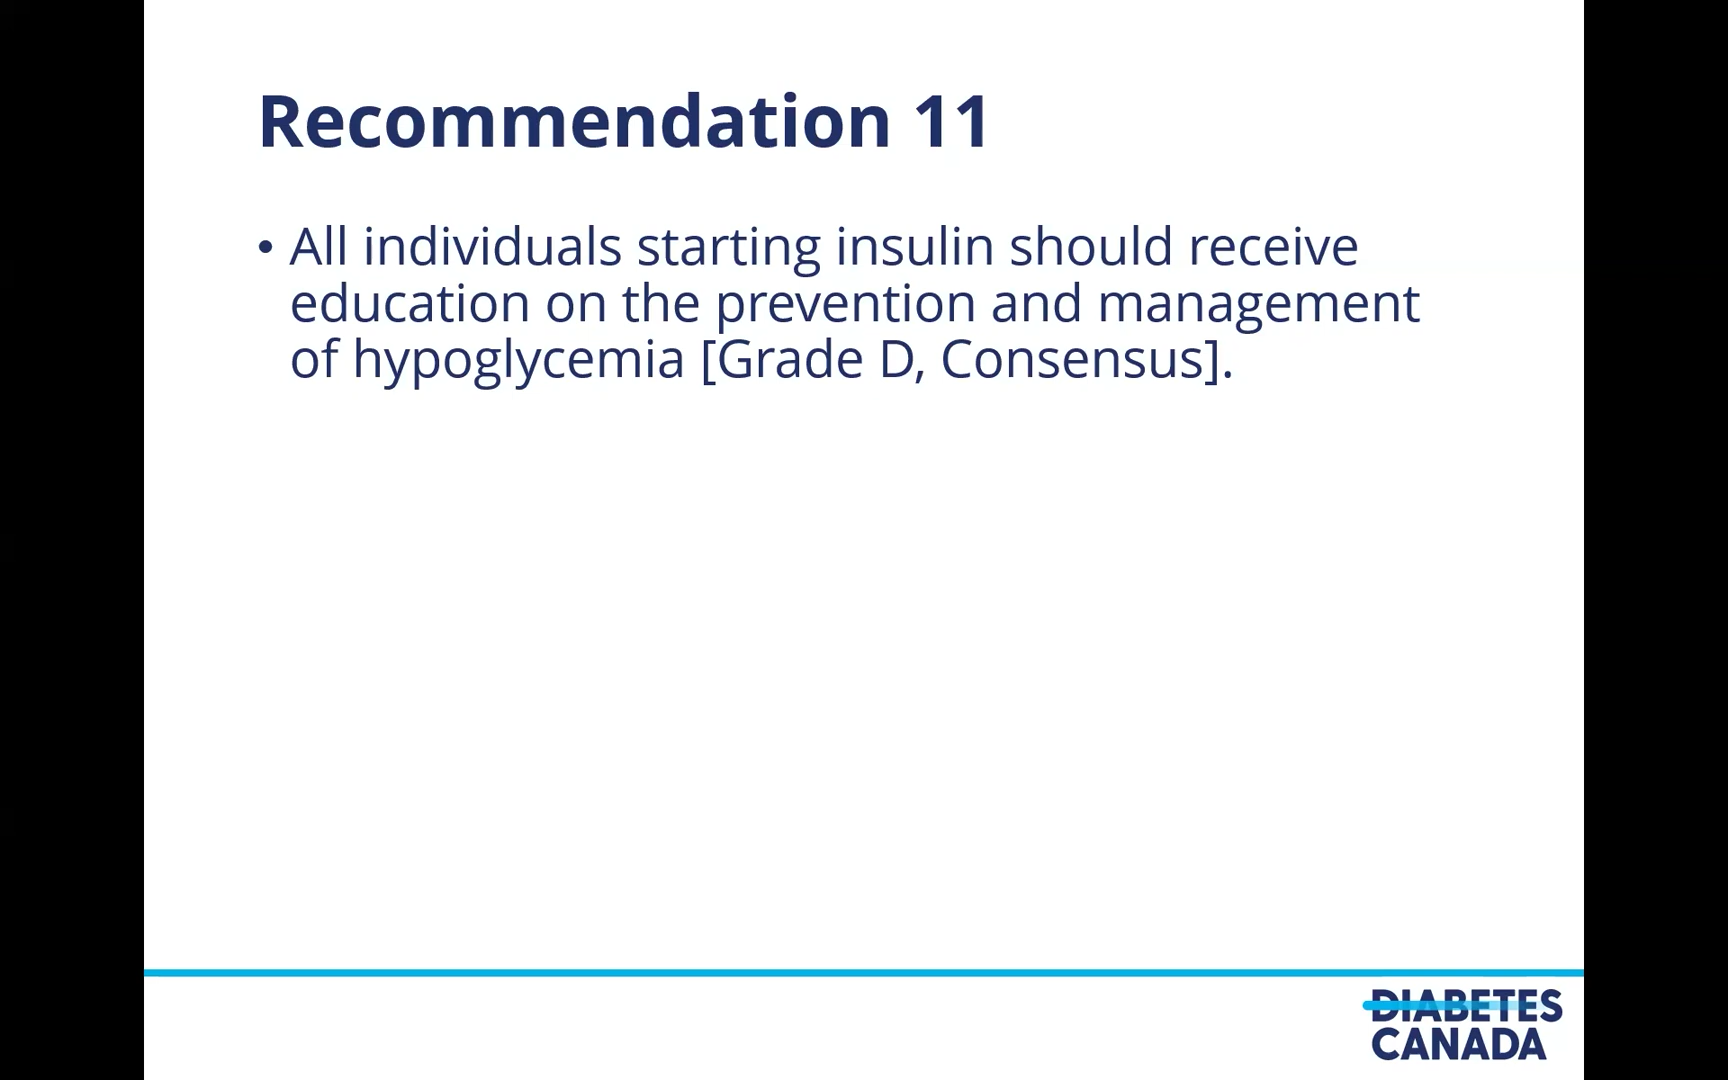 Recommendation 11
• All individuals starting insulin should receive
education on the prevention and management
of hypoglycemia [Grade D, Consensus].
DIABETES
CANADA